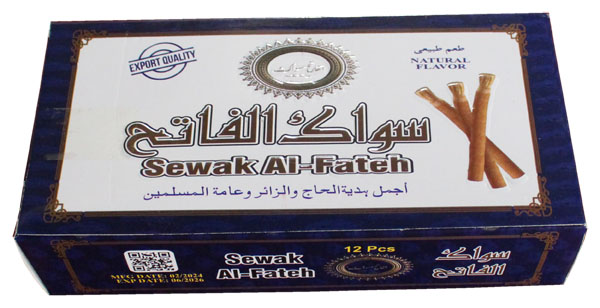 EXPORT QUALITY
طعم طبيعي
NATURAL
FLAVOR
سواك الفاتح
Sewak Al-Fateh
أجمل بدية الحاج والزائر وعامة المسلمين
MFG DATE: 02/2024
EXP DATE: 06/2026
Sewak
Al-Fateh
12 Pcs
سواك
الفاتح